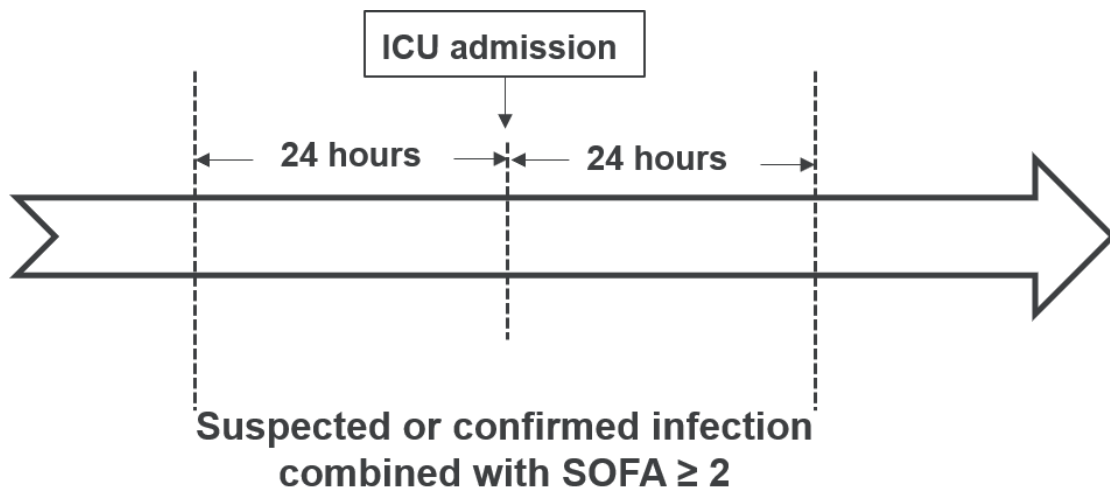 ICU admission
24 hours
24 hours
Suspected or confirmed infection
combined with SOFA ≥ 2